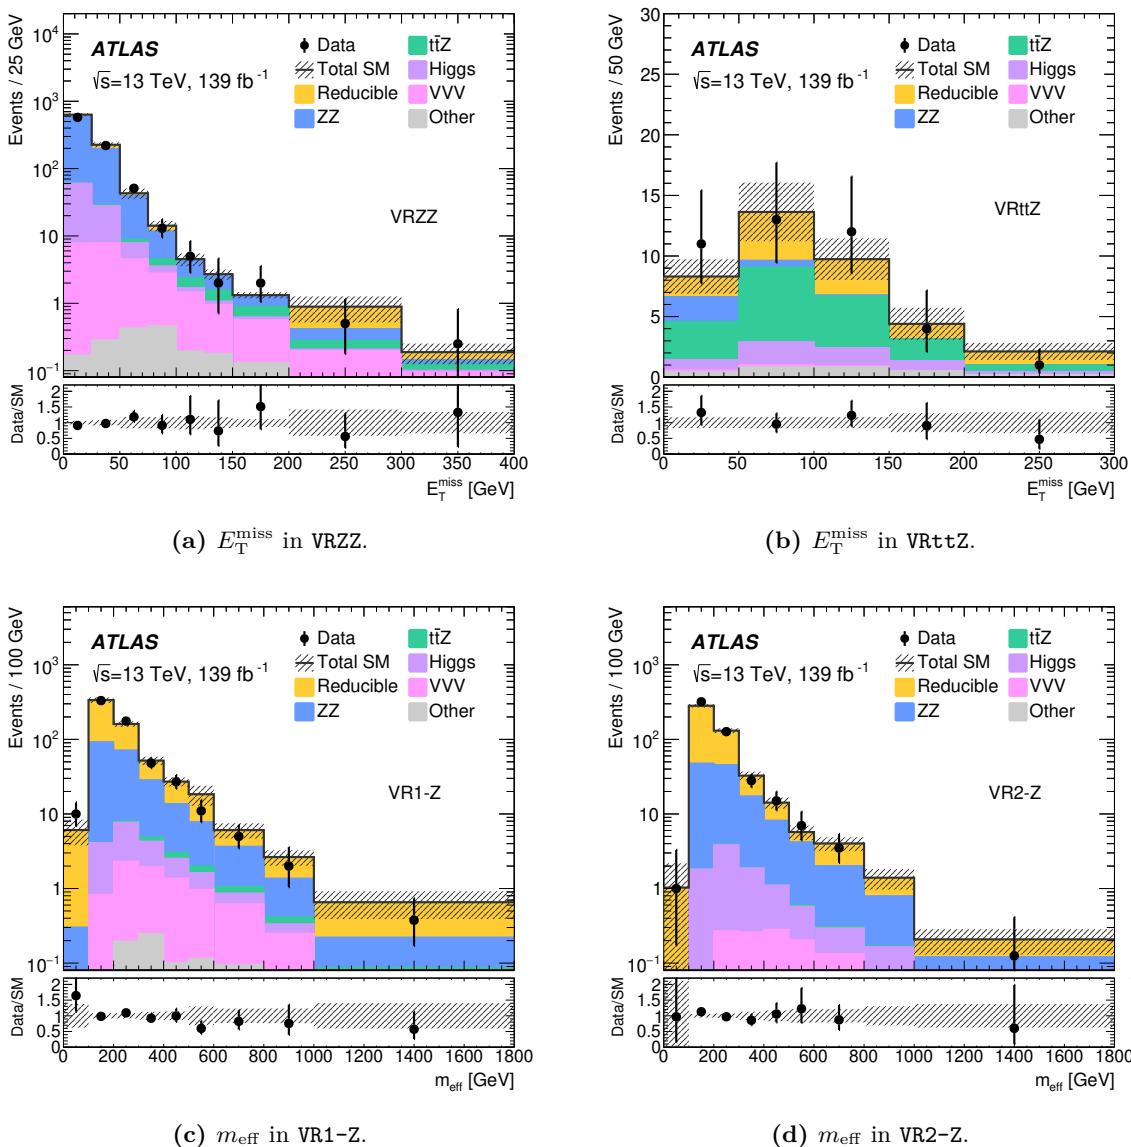 Events / 25 GeV
10⁴
10³
10²
10
1
10⁻¹
ATLAS
√s=13 TeV, 139 fb⁻¹
Data
Total SM
Reducible
ZZ
tt̄Z
Higgs
VVV
Other
VRZZ
Data/SM
2
1.5
1
0.5
0
0 50 100 150 200 250 300 350 400
E_T^miss [GeV]
(a) E_T^miss in VRZZ.
Events / 50 GeV
30
25
20
15
10
5
0
ATLAS
√s=13 TeV, 139 fb⁻¹
Data
Total SM
Reducible
ZZ
tt̄Z
Higgs
VVV
Other
VRttZ
Data/SM
2
1.5
1
0.5
0
0 50 100 150 200 250 300
E_T^miss [GeV]
(b) E_T^miss in VRttZ.
Events / 100 GeV
10³
10²
10
1
10⁻¹
ATLAS
√s=13 TeV, 139 fb⁻¹
Data
Total SM
Reducible
ZZ
tt̄Z
Higgs
VVV
Other
VR1-Z
Data/SM
2
1.5
1
0.5
0
0 200 400 600 800 1000 1200 1400 1600 1800
m_eff [GeV]
(c) m_eff in VR1-Z.
Events / 100 GeV
10³
10²
10
1
10⁻¹
ATLAS
√s=13 TeV, 139 fb⁻¹
Data
Total SM
Reducible
ZZ
tt̄Z
Higgs
VVV
Other
VR2-Z
Data/SM
2
1.5
1
0.5
0
0 200 400 600 800 1000 1200 1400 1600 1800
m_eff [GeV]
(d) m_eff in VR2-Z.